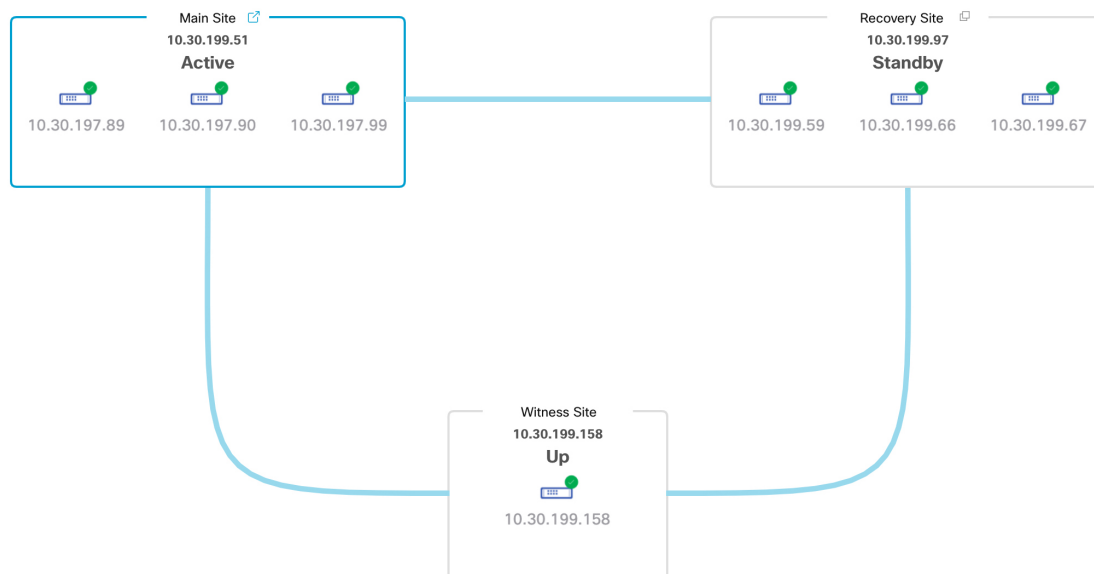 Main Site
10.30.199.51
Active
10.30.197.89
10.30.197.90
10.30.197.99
Recovery Site
10.30.199.97
Standby
10.30.199.59
10.30.199.66
10.30.199.67
Witness Site
10.30.199.158
Up
10.30.199.158